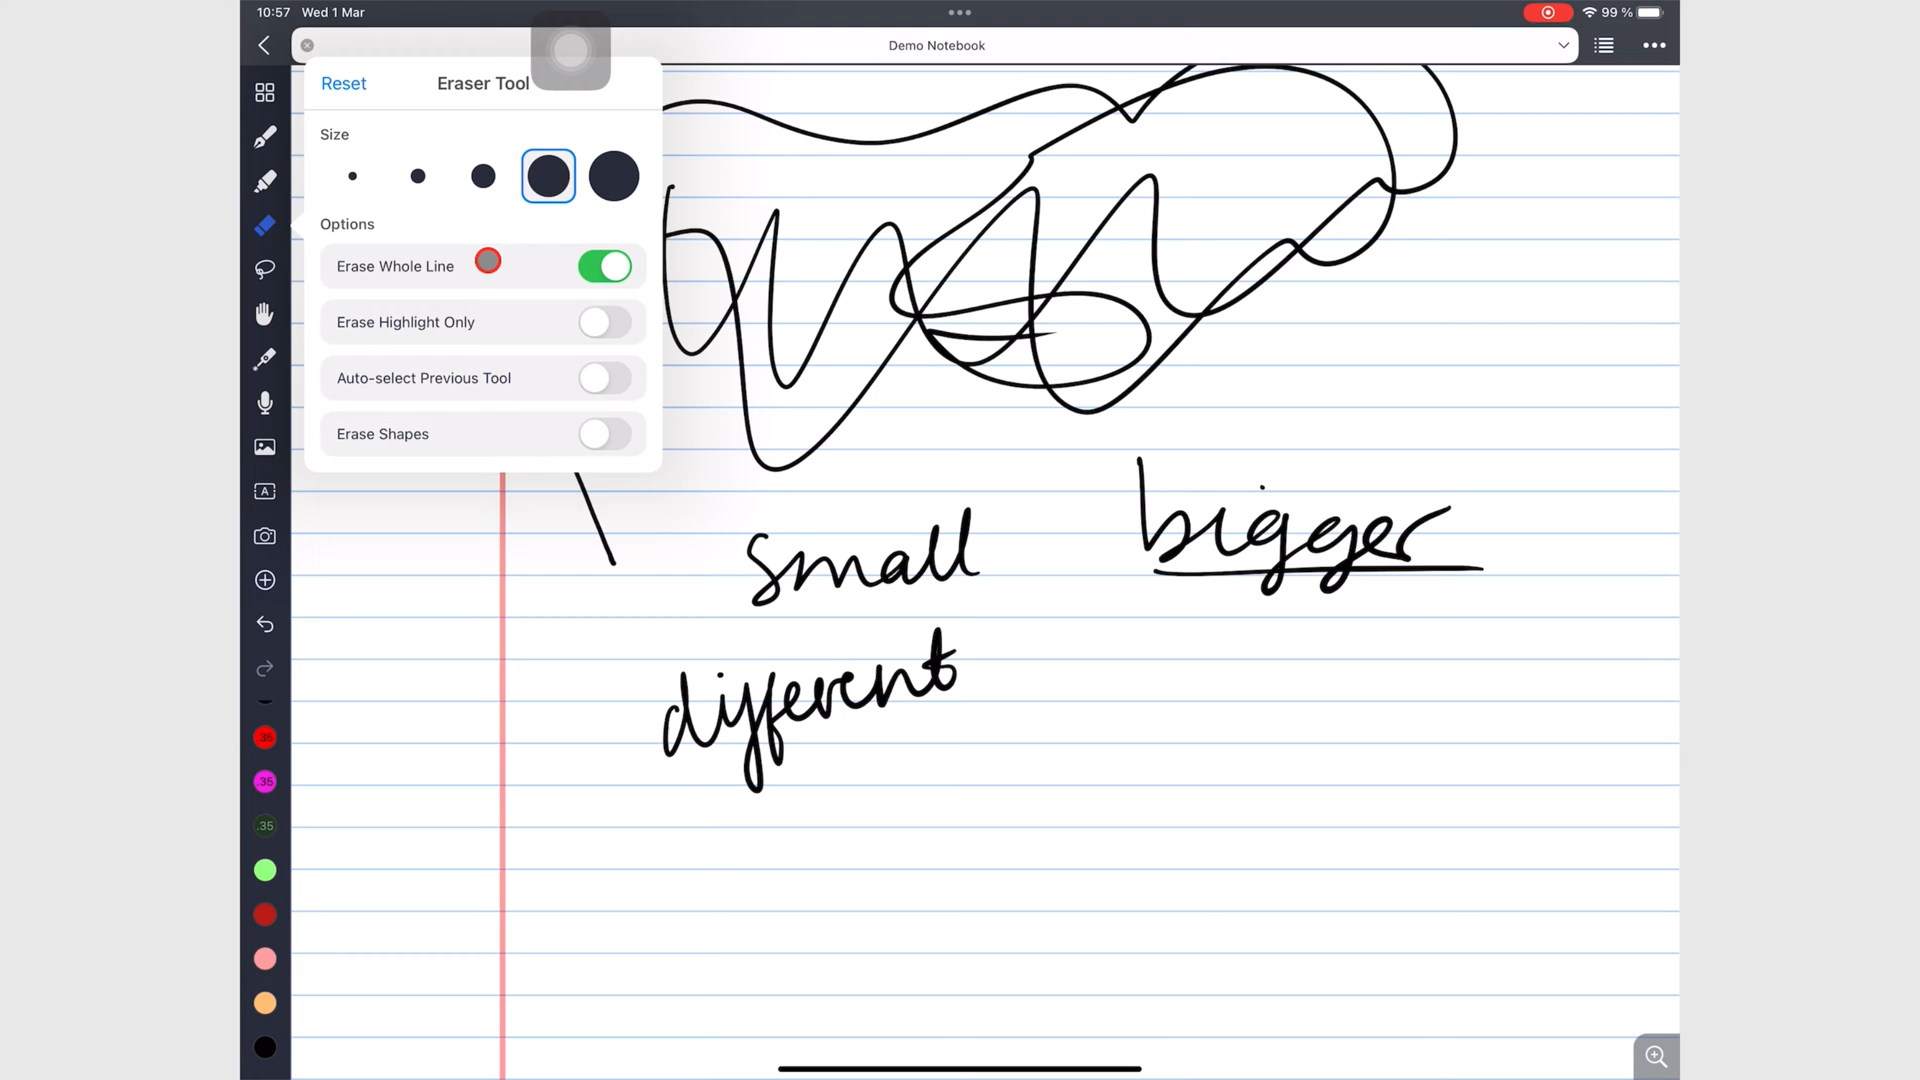 10:57 Wed 1 Mar
99 %
Demo Notebook
Reset
Eraser Tool
Size
Options
Erase Whole Line
Erase Highlight Only
Auto-select Previous Tool
Erase Shapes
A
small
bigger
different
.35
.35
.35